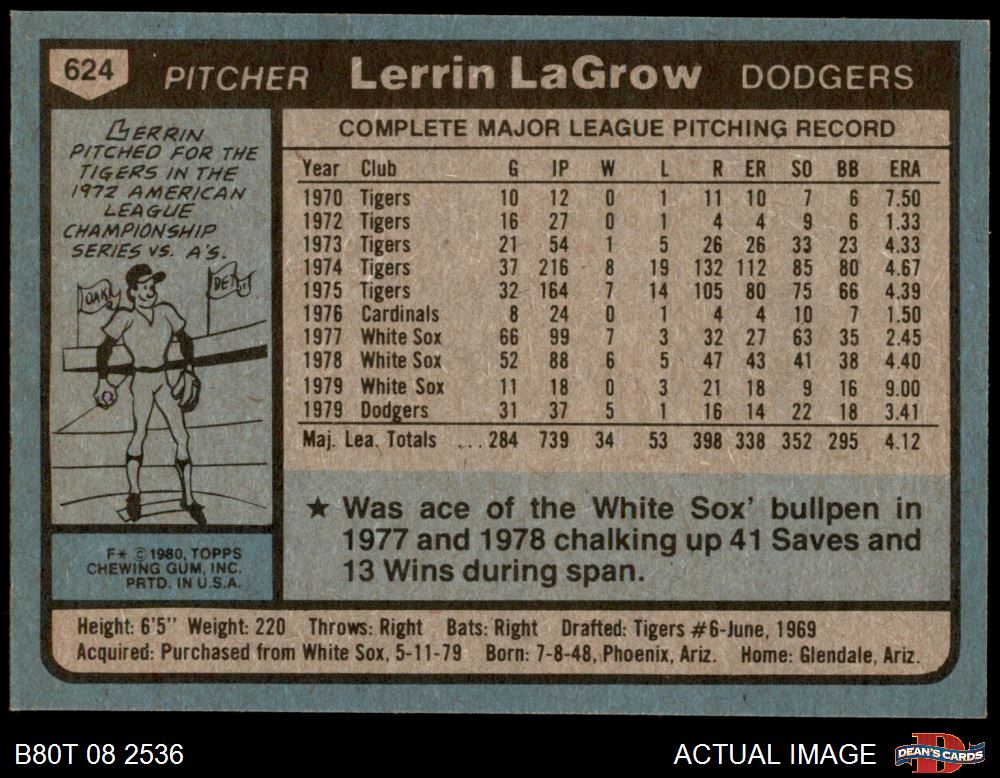 624 PITCHER Lerrin LaGrow DODGERS
LERRIN
PITCHED FOR THE
TIGERS IN THE
1972 AMERICAN
LEAGUE
CHAMPIONSHIP
SERIES VS. A'S.
OAK
DET
F✶ © 1980, TOPPS
CHEWING GUM, INC.
PRTD. IN U.S.A.
COMPLETE MAJOR LEAGUE PITCHING RECORD
Year Club G IP W L R ER SO BB ERA
1970 Tigers 10 12 0 1 11 10 7 6 7.50
1972 Tigers 16 27 0 1 4 4 9 6 1.33
1973 Tigers 21 54 1 5 26 26 33 23 4.33
1974 Tigers 37 216 8 19 132 112 85 80 4.67
1975 Tigers 32 164 7 14 105 80 75 66 4.39
1976 Cardinals 8 24 0 1 4 4 10 7 1.50
1977 White Sox 66 99 7 3 32 27 63 35 2.45
1978 White Sox 52 88 6 5 47 43 41 38 4.40
1979 White Sox 11 18 0 3 21 18 9 16 9.00
1979 Dodgers 31 37 5 1 16 14 22 18 3.41
Maj. Lea. Totals ... 284 739 34 53 398 338 352 295 4.12
★ Was ace of the White Sox' bullpen in
1977 and 1978 chalking up 41 Saves and
13 Wins during span.
Height: 6'5" Weight: 220 Throws: Right Bats: Right Drafted: Tigers #6-June, 1969
Acquired: Purchased from White Sox, 5-11-79 Born: 7-8-48, Phoenix, Ariz. Home: Glendale, Ariz.
B80T 08 2536 ACTUAL IMAGE D DEAN'S CARDS